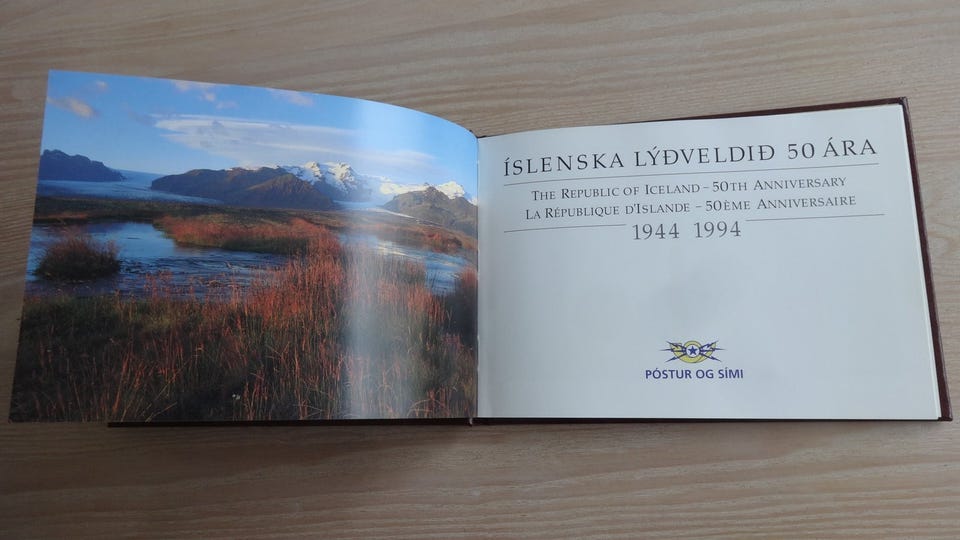 ÍSLENSKA LÝÐVELDIÐ 50 ÁRA
THE REPUBLIC OF ICELAND – 50TH ANNIVERSARY
LA RÉPUBLIQUE D'ISLANDE – 50ÈME ANNIVERSAIRE
1944 1994
PÓSTUR OG SÍMI